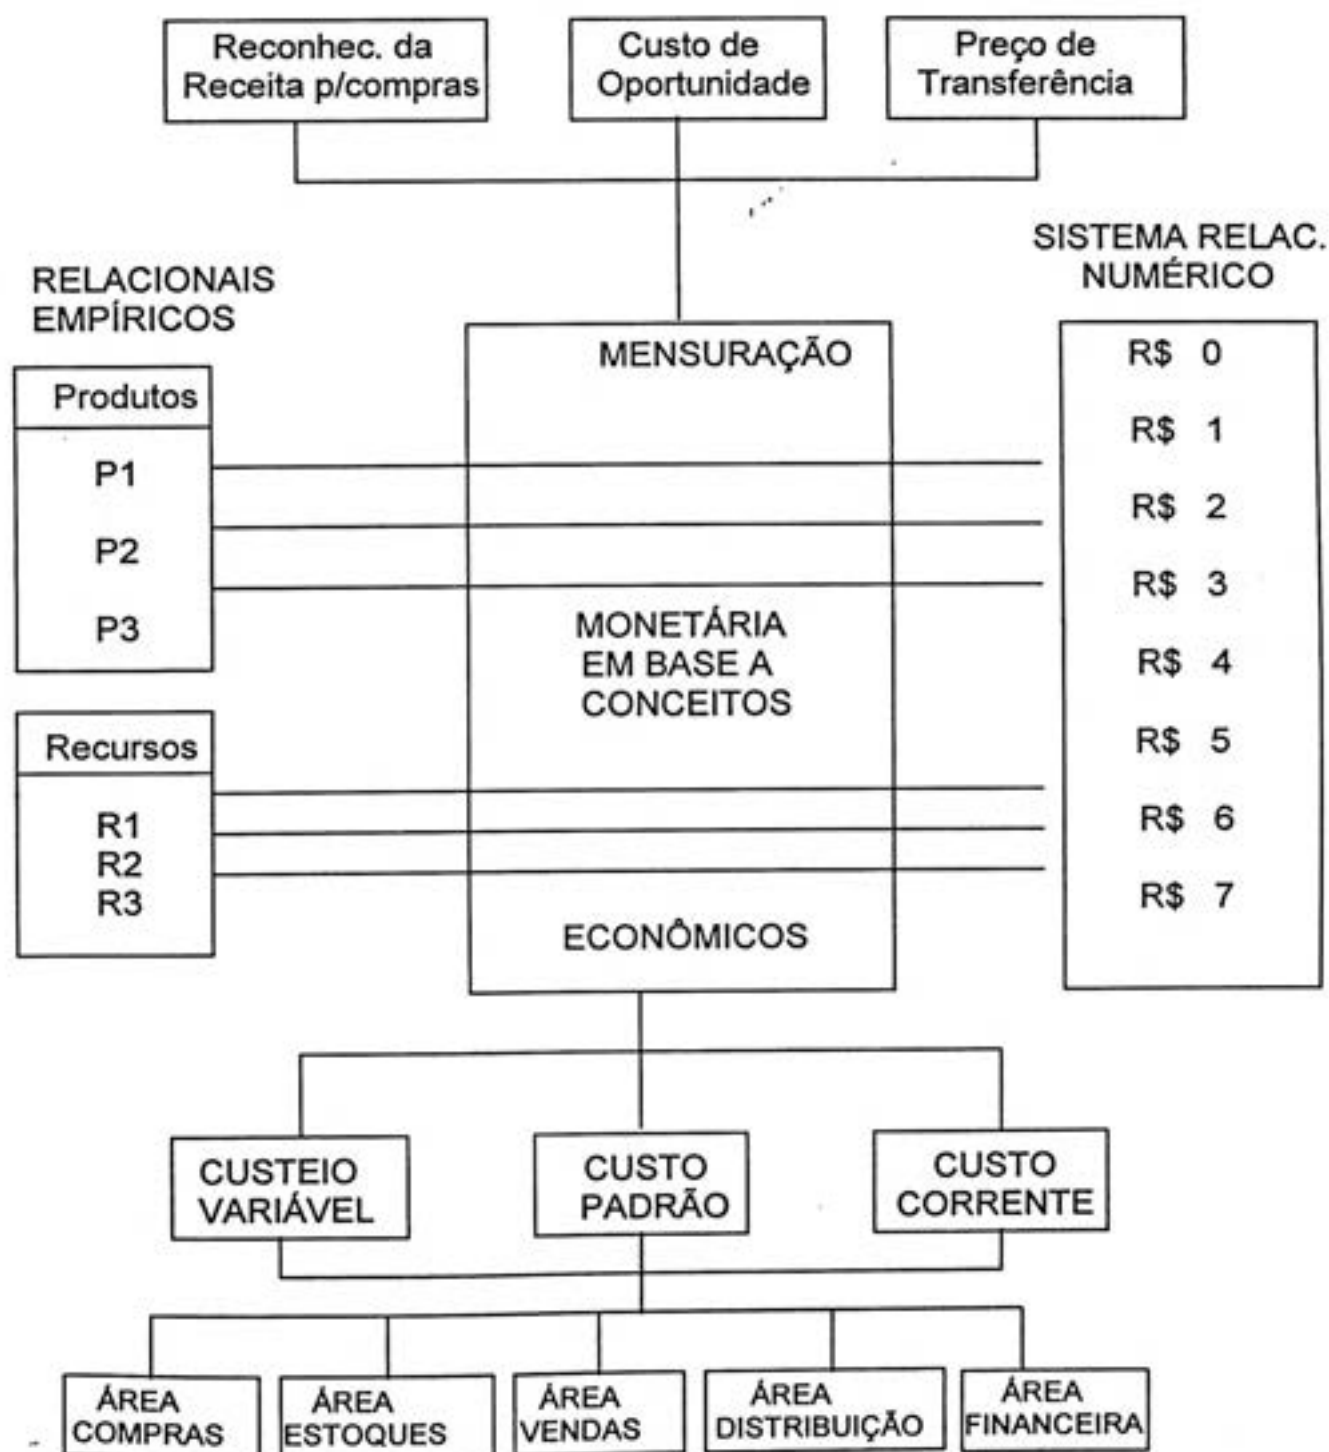 Reconhec. da
Receita p/compras
Custo de
Oportunidade
Preço de
Transferência
RELACIONAIS
EMPÍRICOS
SISTEMA RELAC.
NUMÉRICO
Produtos
P1
P2
P3
Recursos
R1
R2
R3
MENSURAÇÃO
MONETÁRIA
EM BASE A
CONCEITOS
ECONÔMICOS
R$ 0
R$ 1
R$ 2
R$ 3
R$ 4
R$ 5
R$ 6
R$ 7
CUSTEIO
VARIÁVEL
CUSTO
PADRÃO
CUSTO
CORRENTE
ÁREA
COMPRAS
ÁREA
ESTOQUES
ÁREA
VENDAS
ÁREA
DISTRIBUIÇÃO
ÁREA
FINANCEIRA